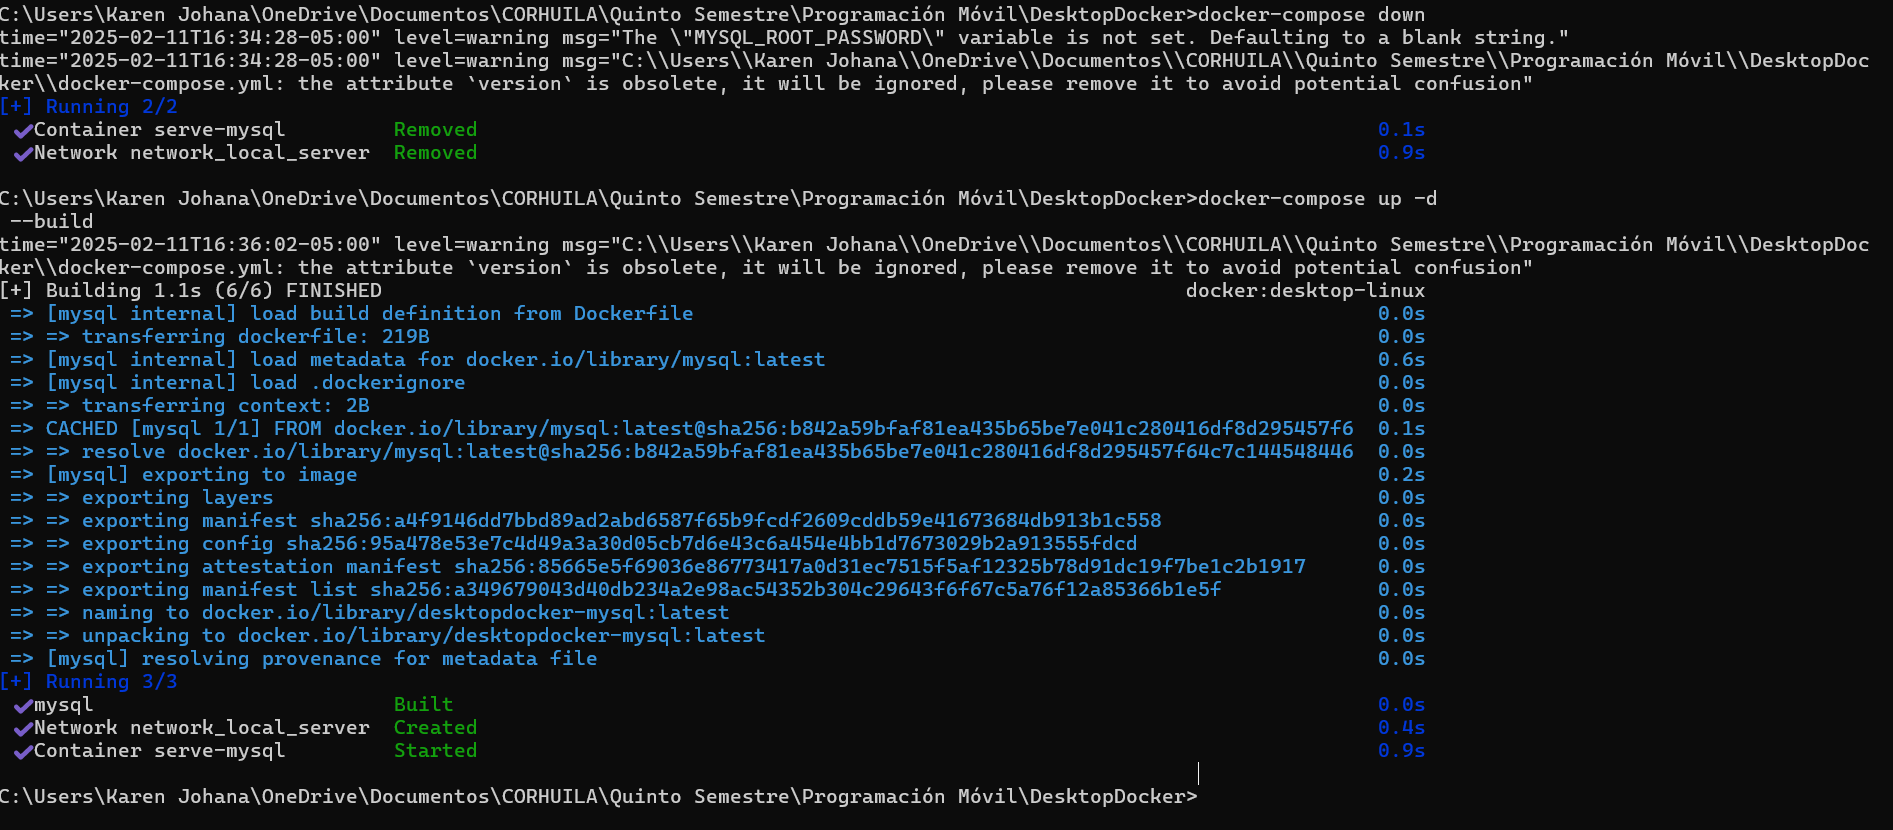 C:\Users\Karen Johana\OneDrive\Documentos\CORHUILA\Quinto Semestre\Programación Móvil\DesktopDocker>docker-compose down
time="2025-02-11T16:34:28-05:00" level=warning msg="The \"MYSQL_ROOT_PASSWORD\" variable is not set. Defaulting to a blank string."
time="2025-02-11T16:34:28-05:00" level=warning msg="C:\\Users\\Karen Johana\\OneDrive\\Documentos\\CORHUILA\\Quinto Semestre\\Programación Móvil\\DesktopDoc
ker\\docker-compose.yml: the attribute `version` is obsolete, it will be ignored, please remove it to avoid potential confusion"
[+] Running 2/2
✔Container serve-mysql Removed 0.1s
✔Network network_local_server Removed 0.9s
C:\Users\Karen Johana\OneDrive\Documentos\CORHUILA\Quinto Semestre\Programación Móvil\DesktopDocker>docker-compose up -d
--build
time="2025-02-11T16:36:02-05:00" level=warning msg="C:\\Users\\Karen Johana\\OneDrive\\Documentos\\CORHUILA\\Quinto Semestre\\Programación Móvil\\DesktopDoc
ker\\docker-compose.yml: the attribute `version` is obsolete, it will be ignored, please remove it to avoid potential confusion"
[+] Building 1.1s (6/6) FINISHED docker:desktop-linux
=> [mysql internal] load build definition from Dockerfile 0.0s
=> => transferring dockerfile: 219B 0.0s
=> [mysql internal] load metadata for docker.io/library/mysql:latest 0.6s
=> [mysql internal] load .dockerignore 0.0s
=> => transferring context: 2B 0.0s
=> CACHED [mysql 1/1] FROM docker.io/library/mysql:latest@sha256:b842a59bfaf81ea435b65be7e041c280416df8d295457f6 0.1s
=> => resolve docker.io/library/mysql:latest@sha256:b842a59bfaf81ea435b65be7e041c280416df8d295457f64c7c144548446 0.0s
=> [mysql] exporting to image 0.2s
=> => exporting layers 0.0s
=> => exporting manifest sha256:a4f9146dd7bbd89ad2abd6587f65b9fcdf2609cddb59e41673684db913b1c558 0.0s
=> => exporting config sha256:95a478e53e7c4d49a3a30d05cb7d6e43c6a454e4bb1d7673029b2a913555fdcd 0.0s
=> => exporting attestation manifest sha256:85665e5f69036e86773417a0d31ec7515f5af12325b78d91dc19f7be1c2b1917 0.0s
=> => exporting manifest list sha256:a349679043d40db234a2e98ac54352b304c29643f6f67c5a76f12a85366b1e5f 0.0s
=> => naming to docker.io/library/desktopdocker-mysql:latest 0.0s
=> => unpacking to docker.io/library/desktopdocker-mysql:latest 0.0s
=> [mysql] resolving provenance for metadata file 0.0s
[+] Running 3/3
✔mysql Built 0.0s
✔Network network_local_server Created 0.4s
✔Container serve-mysql Started 0.9s
C:\Users\Karen Johana\OneDrive\Documentos\CORHUILA\Quinto Semestre\Programación Móvil\DesktopDocker>